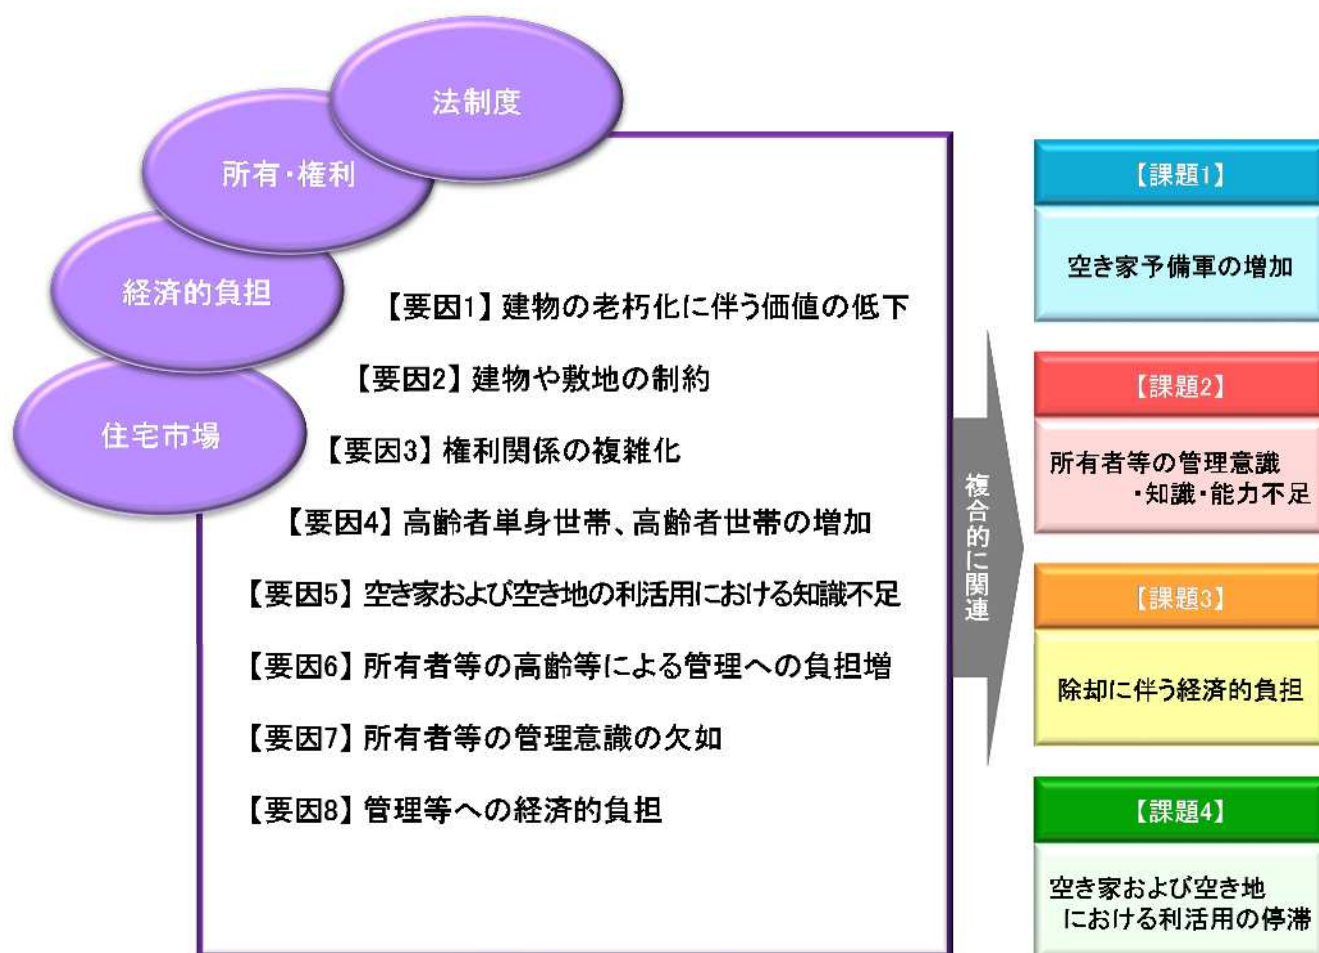 法制度
所有・権利
経済的負担
住宅市場
【要因1】建物の老朽化に伴う価値の低下
【要因2】建物や敷地の制約
【要因3】権利関係の複雑化
【要因4】高齢者単身世帯、高齢者世帯の増加
【要因5】空き家および空き地の利活用における知識不足
【要因6】所有者等の高齢等による管理への負担増
【要因7】所有者等の管理意識の欠如
【要因8】管理等への経済的負担
複合的に関連
【課題1】
空き家予備軍の増加
【課題2】
所有者等の管理意識
・知識・能力不足
【課題3】
除却に伴う経済的負担
【課題4】
空き家および空き地
における利活用の停滞